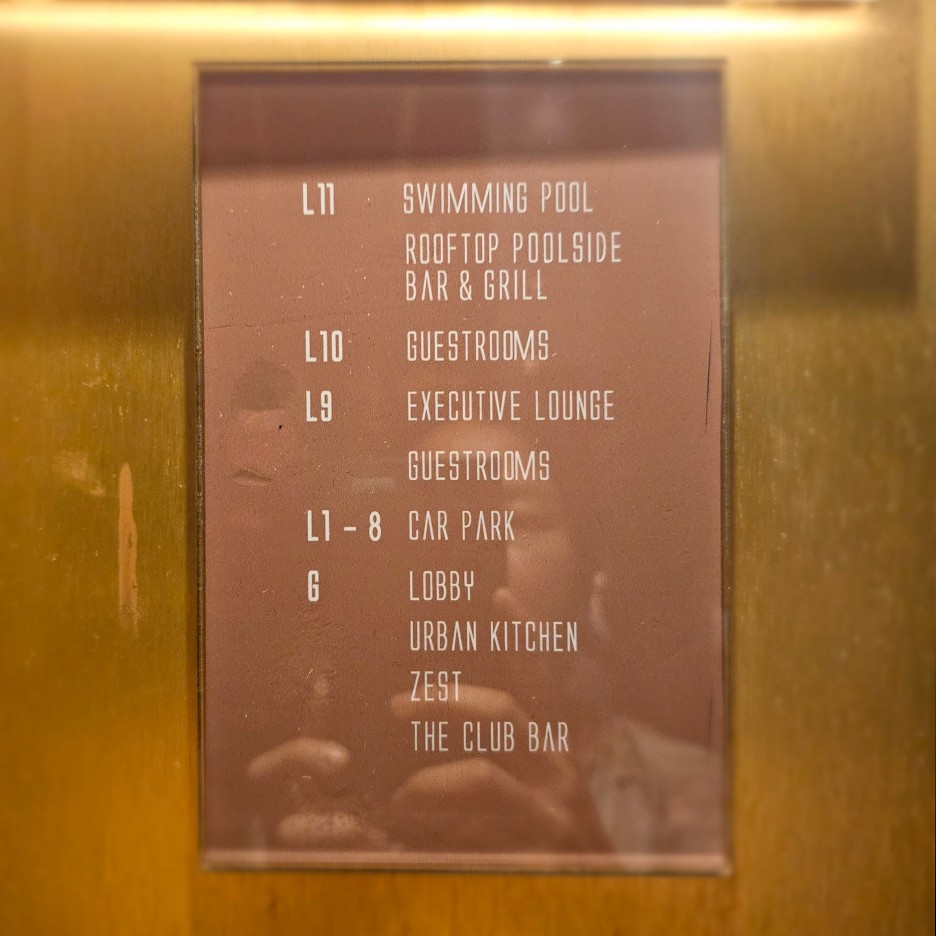 L11 SWIMMING POOL
ROOFTOP POOLSIDE
BAR & GRILL
L10 GUESTROOMS
L9 EXECUTIVE LOUNGE
GUESTROOMS
L1 - 8 CAR PARK
G LOBBY
URBAN KITCHEN
ZEST
THE CLUB BAR